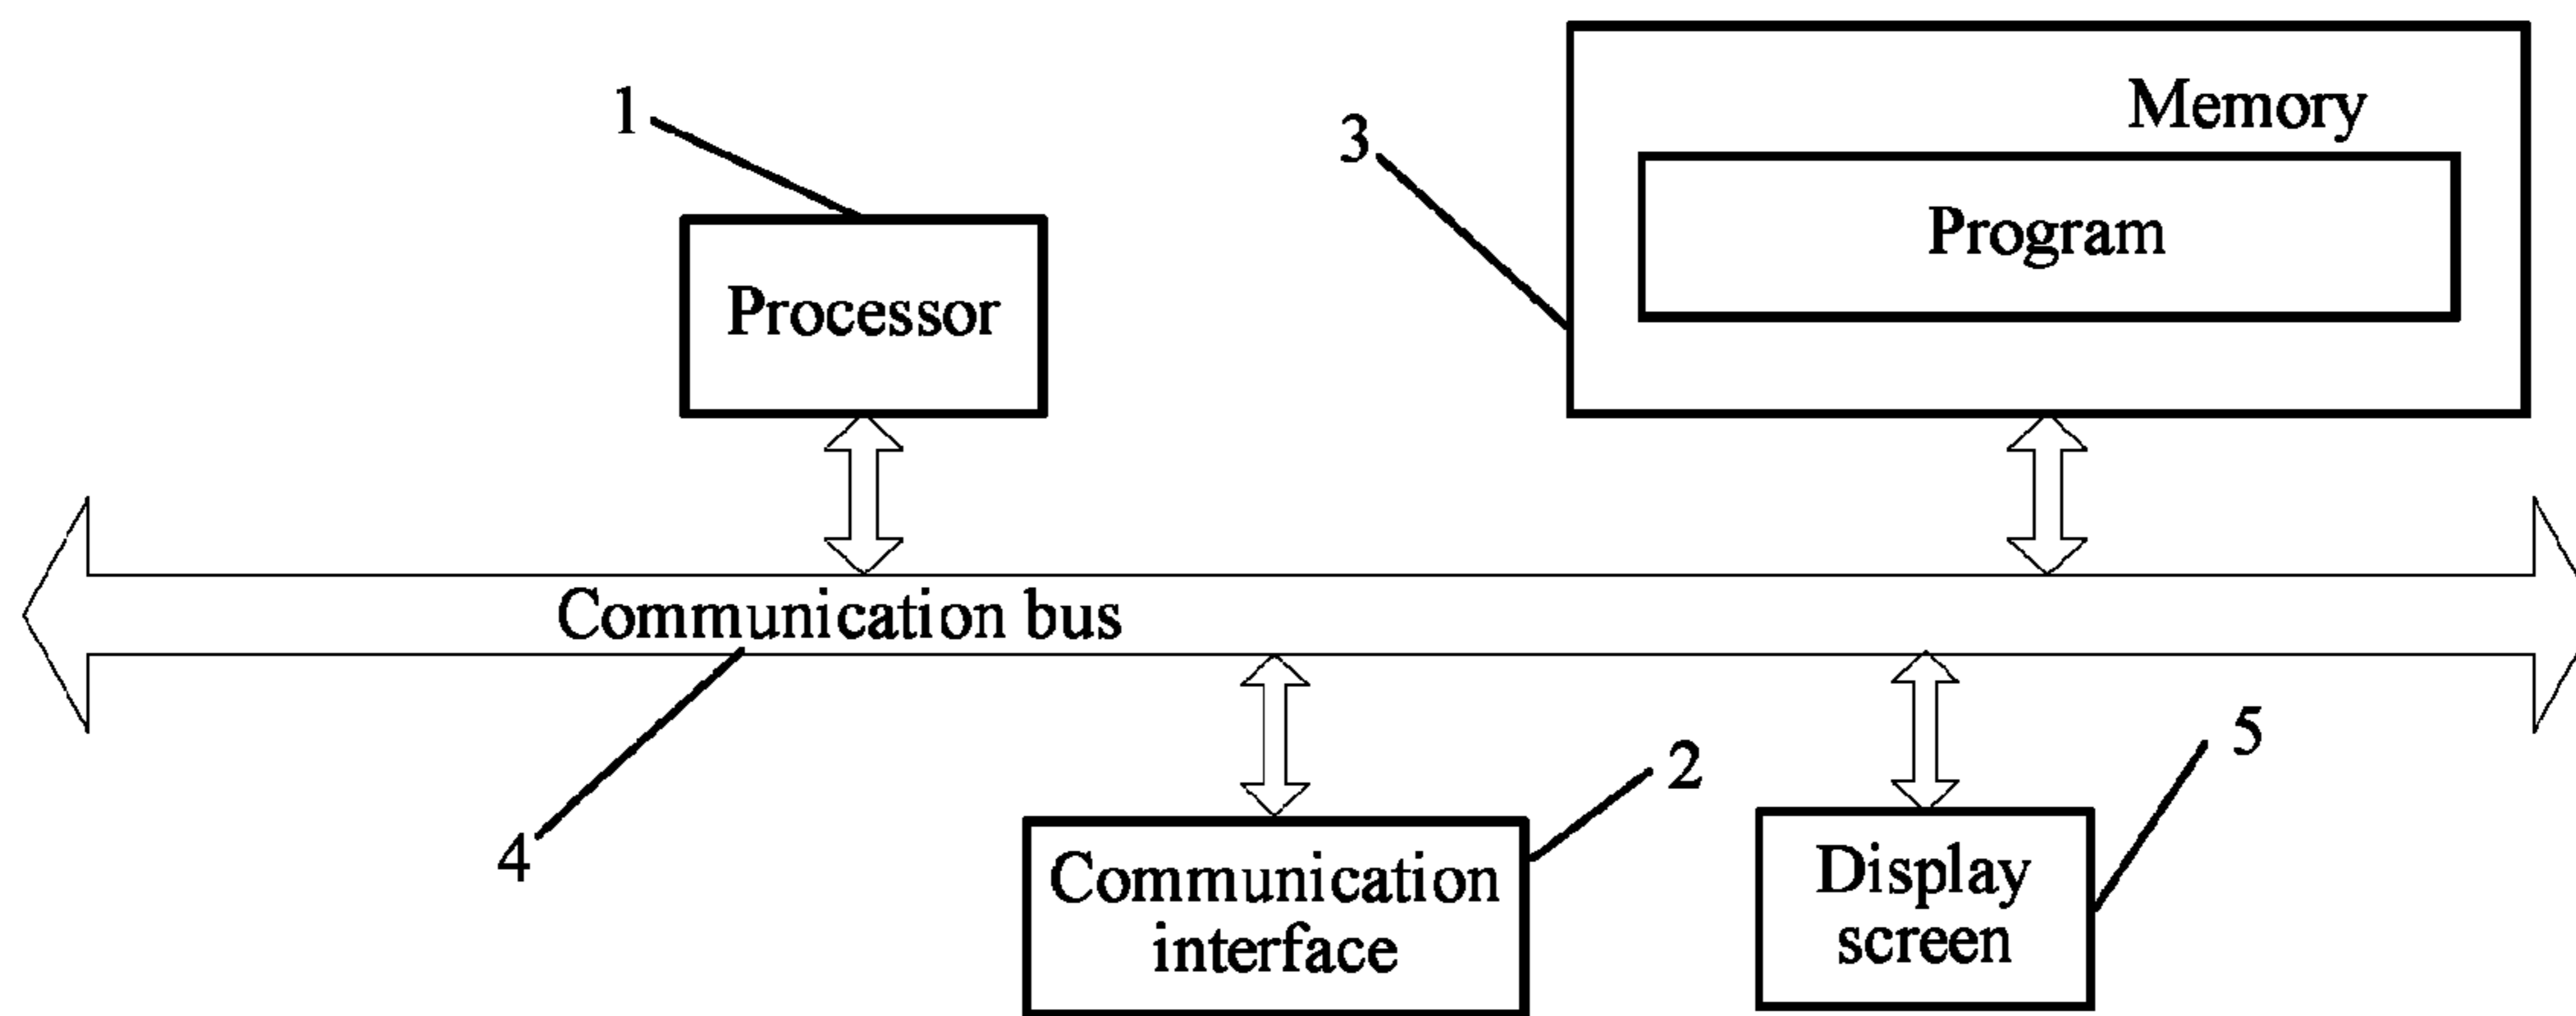 1
3
Memory
Program
Processor
Communication bus
4
2
5
Communication
interface
Display
screen